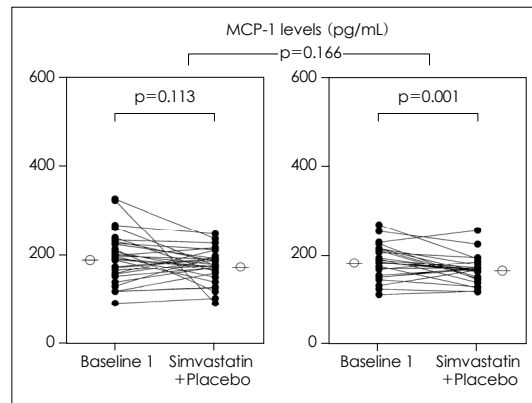 MCP-1 levels (pg/mL)
p=0.166
600
400
200
0
p=0.113
Baseline 1
Simvastatin
+Placebo
600
400
200
0
p=0.001
Baseline 1
Simvastatin
+Placebo